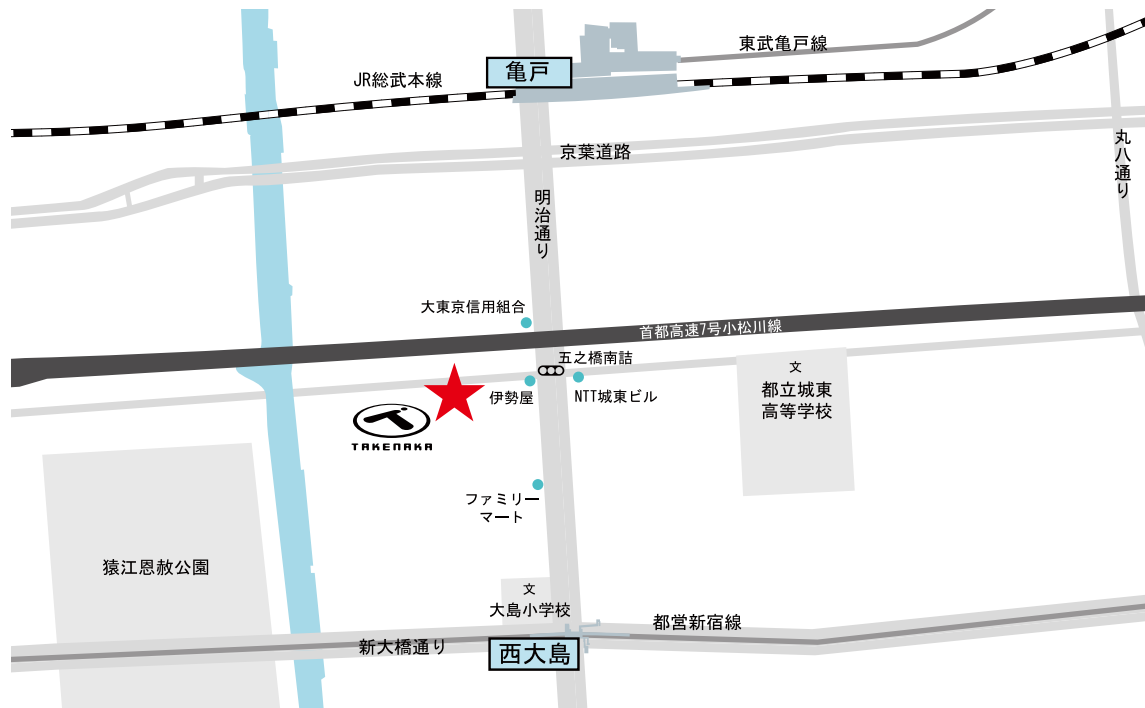 東武亀戸線
亀戸
JR総武本線
京葉道路
丸八通り
明治通り
大東京信用組合
首都高速7号小松川線
五之橋南詰
文
都立城東
高等学校
伊勢屋
NTT城東ビル
TAKENAKA
ファミリー
マート
猿江恩赦公園
文
大島小学校
都営新宿線
新大橋通り
西大島